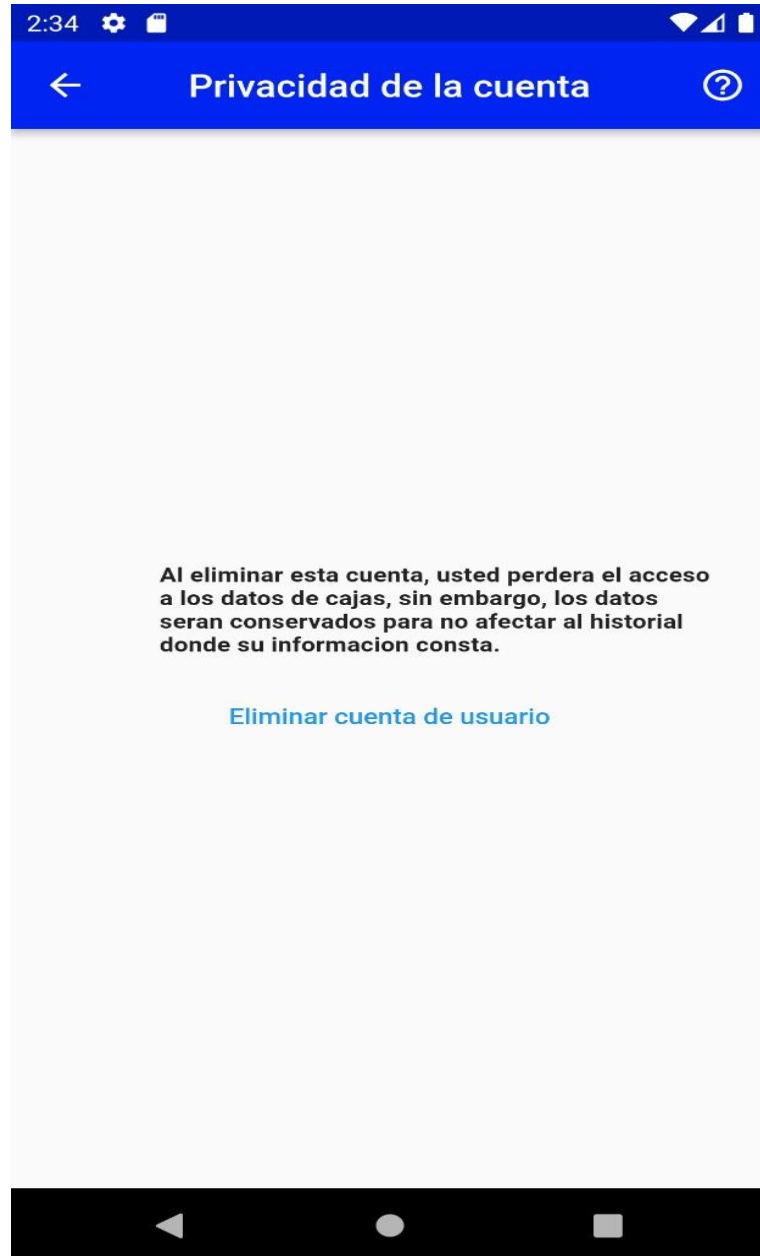 2:34
Privacidad de la cuenta
Al eliminar esta cuenta, usted perdera el acceso
a los datos de cajas, sin embargo, los datos
seran conservados para no afectar al historial
donde su informacion consta.
Eliminar cuenta de usuario